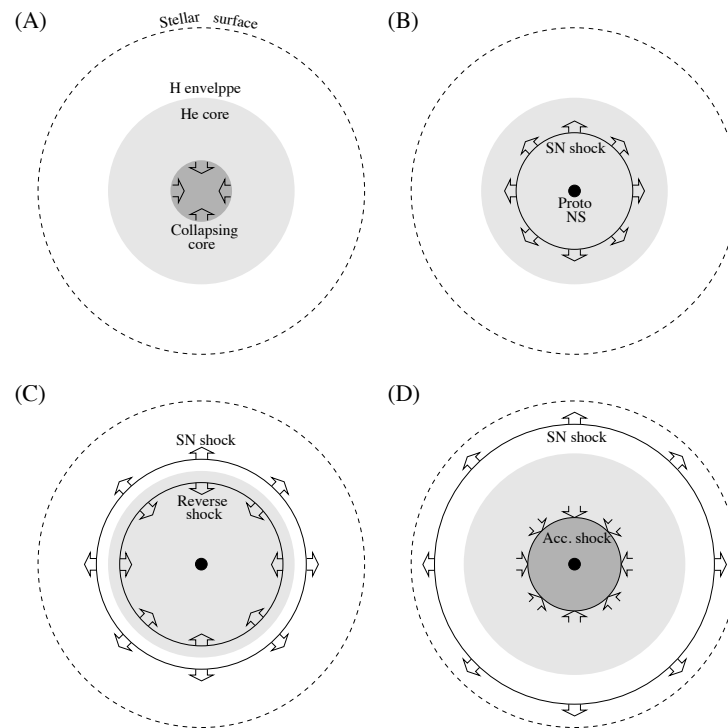 (A)
Stellar surface
H envelppe
He core
Collapsing
core
(B)
SN shock
Proto
NS
(C)
SN shock
Reverse
shock
(D)
SN shock
Acc. shock